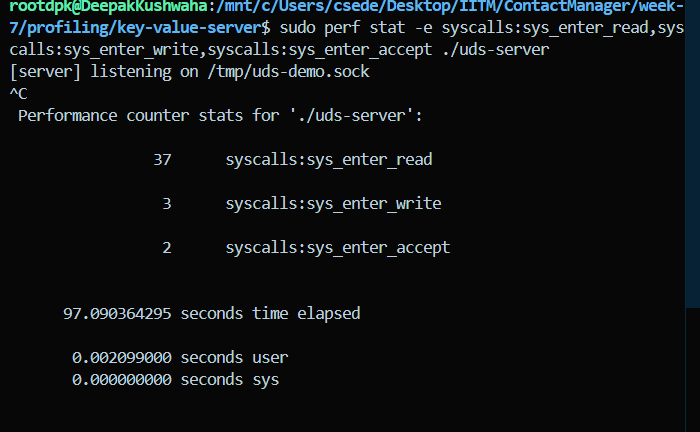 rootdpk@DeepakKushwaha:/mnt/c/Users/csede/Desktop/IITM/ContactManager/week-
7/profiling/key-value-server$ sudo perf stat -e syscalls:sys_enter_read,sys
calls:sys_enter_write,syscalls:sys_enter_accept ./uds-server
[server] listening on /tmp/uds-demo.sock
^C
 Performance counter stats for './uds-server':

                37      syscalls:sys_enter_read

                 3      syscalls:sys_enter_write

                 2      syscalls:sys_enter_accept


      97.090364295 seconds time elapsed

       0.002099000 seconds user
       0.000000000 seconds sys